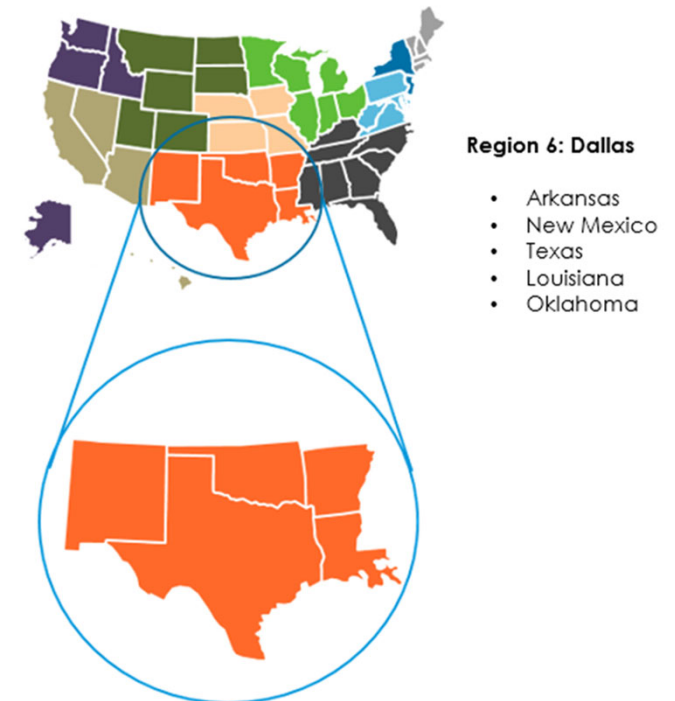 Region 6: Dallas
• Arkansas
• New Mexico
• Texas
• Louisiana
• Oklahoma